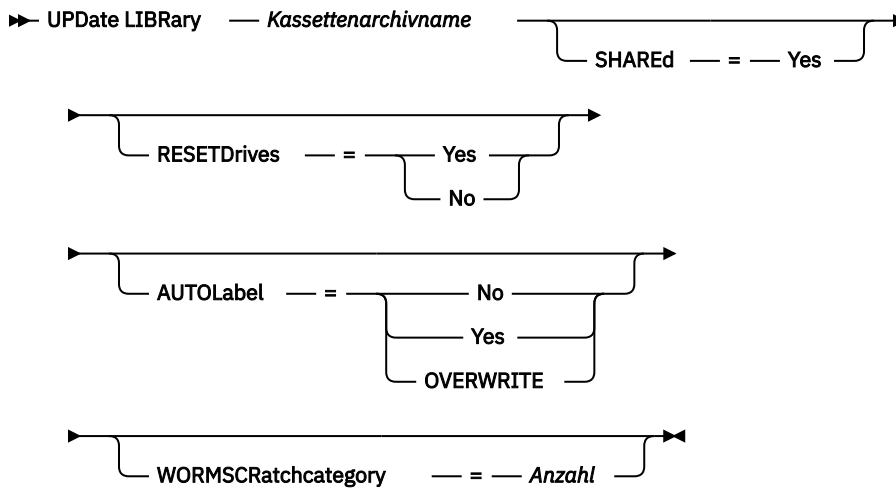 UPDate LIBRary Kassettenarchivname
SHAREd = Yes
RESETDrives = Yes
No
AUTOLabel = No
Yes
OVERWRITE
WORMSCRatchcategory = Anzahl